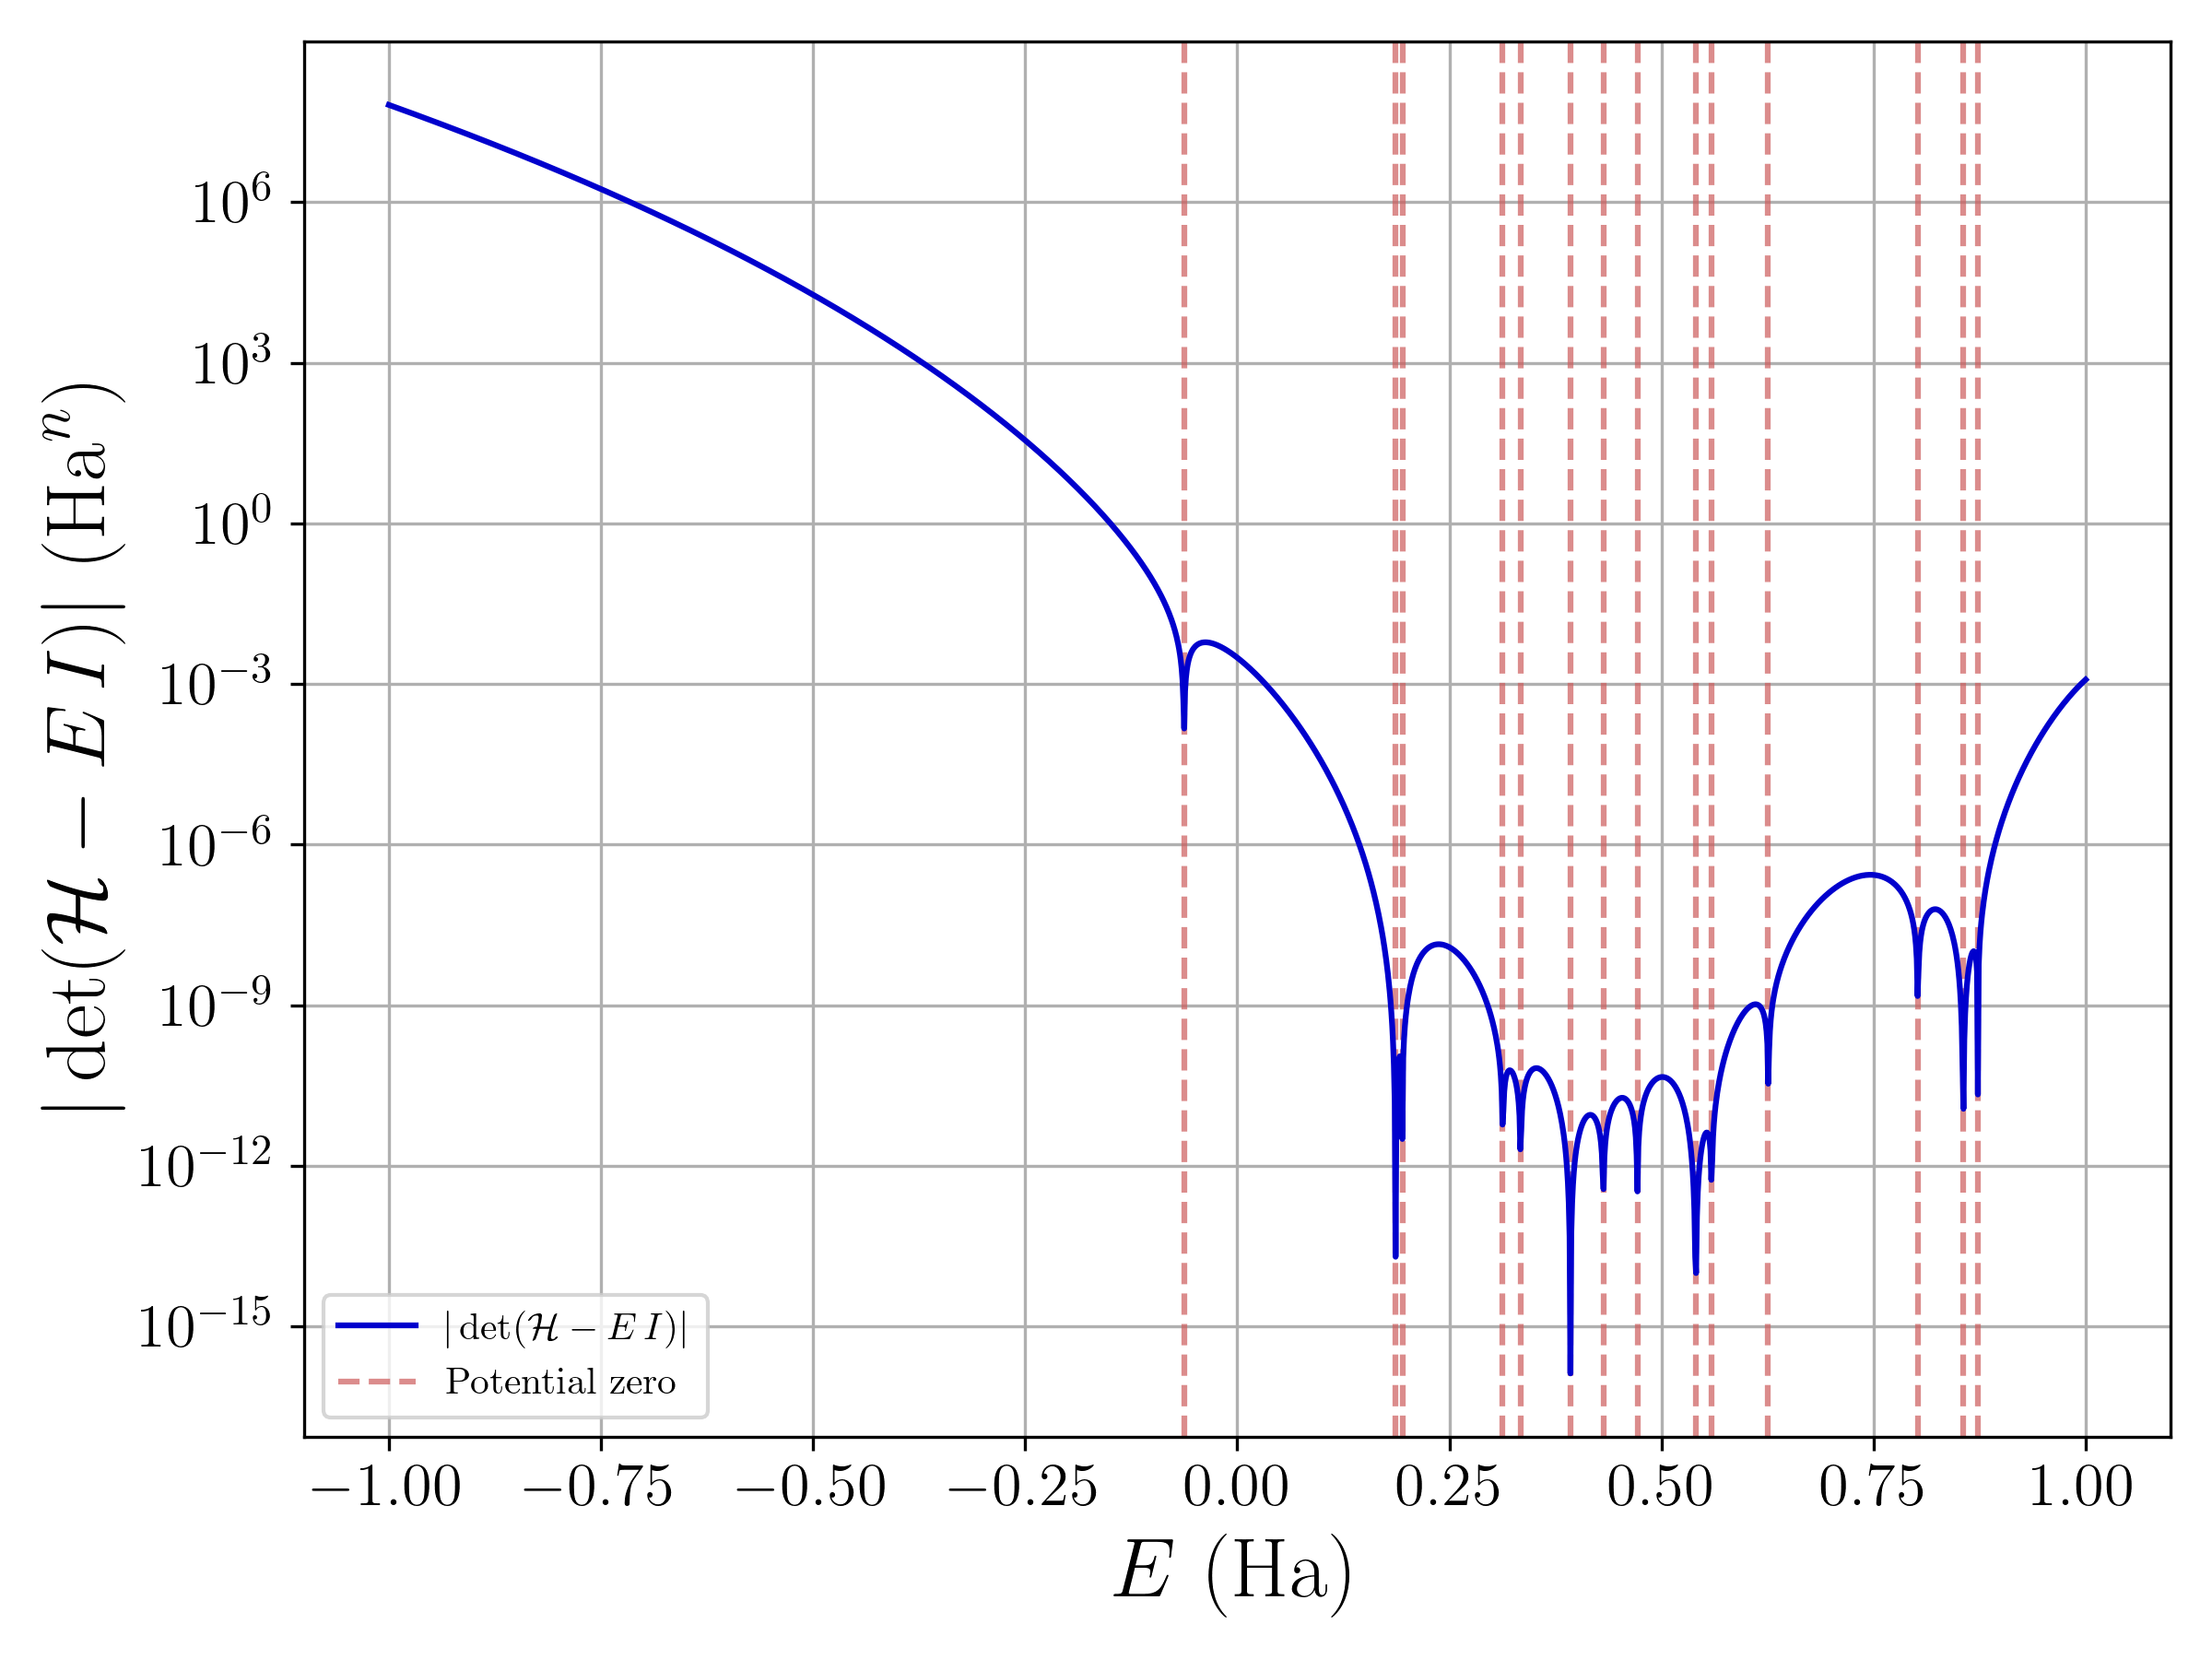 | det(ℋ − E I)| (Haⁿ)
10⁶
10³
10⁰
10⁻³
10⁻⁶
10⁻⁹
10⁻¹²
10⁻¹⁵
| det(ℋ − E I)|
Potential zero
−1.00 −0.75 −0.50 −0.25 0.00 0.25 0.50 0.75 1.00
E (Ha)